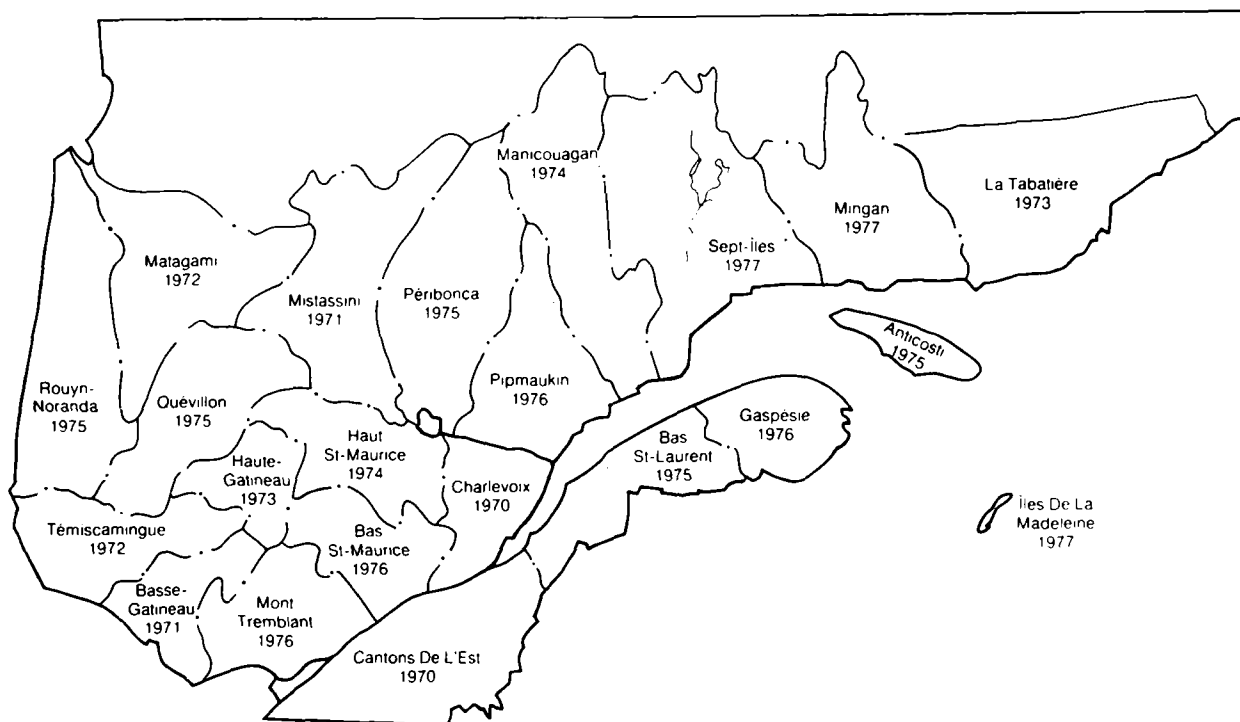 Manicouagan
1974
La Tabatière
1973
Mingan
1977
Sept-Îles
1977
Matagami
1972
Mistassini
1971
Péribonca
1975
Anticosti
1975
Rouyn-
Noranda
1975
Quévillon
1975
Pipmaukin
1976
Gaspésie
1976
Haut
St-Maurice
1974
Bas
St-Laurent
1975
Haute-
Gatineau
1973
Charlevoix
1970
Îles De La
Madeleine
1977
Témiscamingue
1972
Bas
St-Maurice
1976
Basse-
Gatineau
1971
Mont
Tremblant
1976
Cantons De L'Est
1970